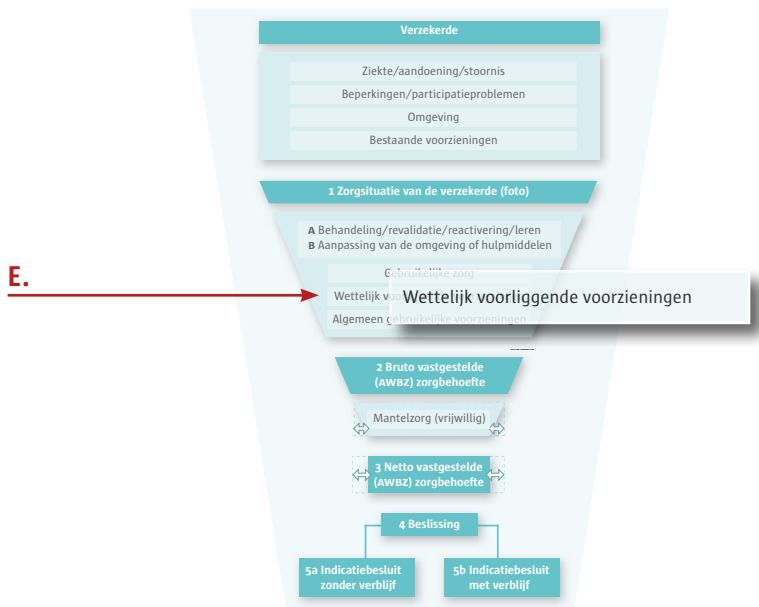 Verzekerde
Ziekte/aandoening/stoornis
Beperkingen/participatieproblemen
Omgeving
Bestaande voorzieningen
1 Zorgsituatie van de verzekerde (foto)
A Behandeling/revalidatie/reactivering/leren
B Aanpassing van de omgeving of hulpmiddelen
Gebruikelijke zorg
E.
Wettelijk
Wettelijk voorliggende voorzieningen
Algemeen gebruikelijke voorzieningen
2 Bruto vastgestelde
(AWBZ) zorgbehoefte
Mantelzorg (vrijwillig)
3 Netto vastgestelde
(AWBZ) zorgbehoefte
4 Beslissing
5a Indicatiebesluit
zonder verblijf
5b Indicatiebesluit
met verblijf